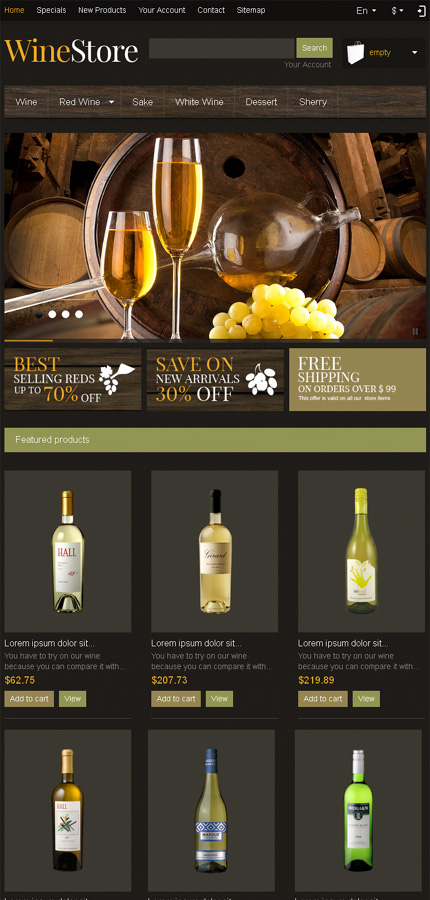 Home Specials New Products Your Account Contact Sitemap En $
WineStore
Search
empty
Your Account
Wine Red Wine Sake White Wine Dessert Sherry
BEST
SELLING REDS
UP TO 70% OFF
SAVE ON
NEW ARRIVALS
30% OFF
FREE
SHIPPING
ON ORDERS OVER $ 99
This offer is valid on all our store items
Featured products
HALL
Girard
Lorem ipsum dolor sit...
You have to try on our wine
because you can compare it with...
$62.75
Add to cart View
Lorem ipsum dolor sit...
You have to try on our wine
because you can compare it with...
$207.73
Add to cart View
Lorem ipsum dolor sit...
You have to try on our wine
because you can compare it with...
$219.89
Add to cart View
HALL